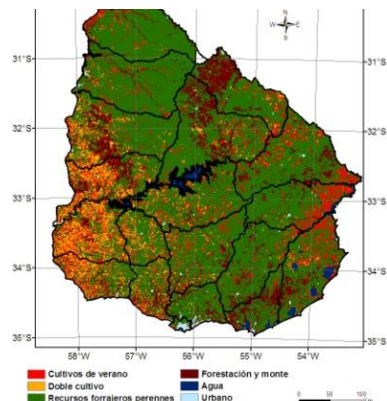 N
W E
S
31°S 31°S
32°S 32°S
33°S 33°S
34°S 34°S
35°S 35°S
58°W 57°W 56°W 55°W 54°W
Cultivos de verano Forestación y monte
Doble cultivo Agua
Recursos forrajeros perennes Urbano
0 50 100